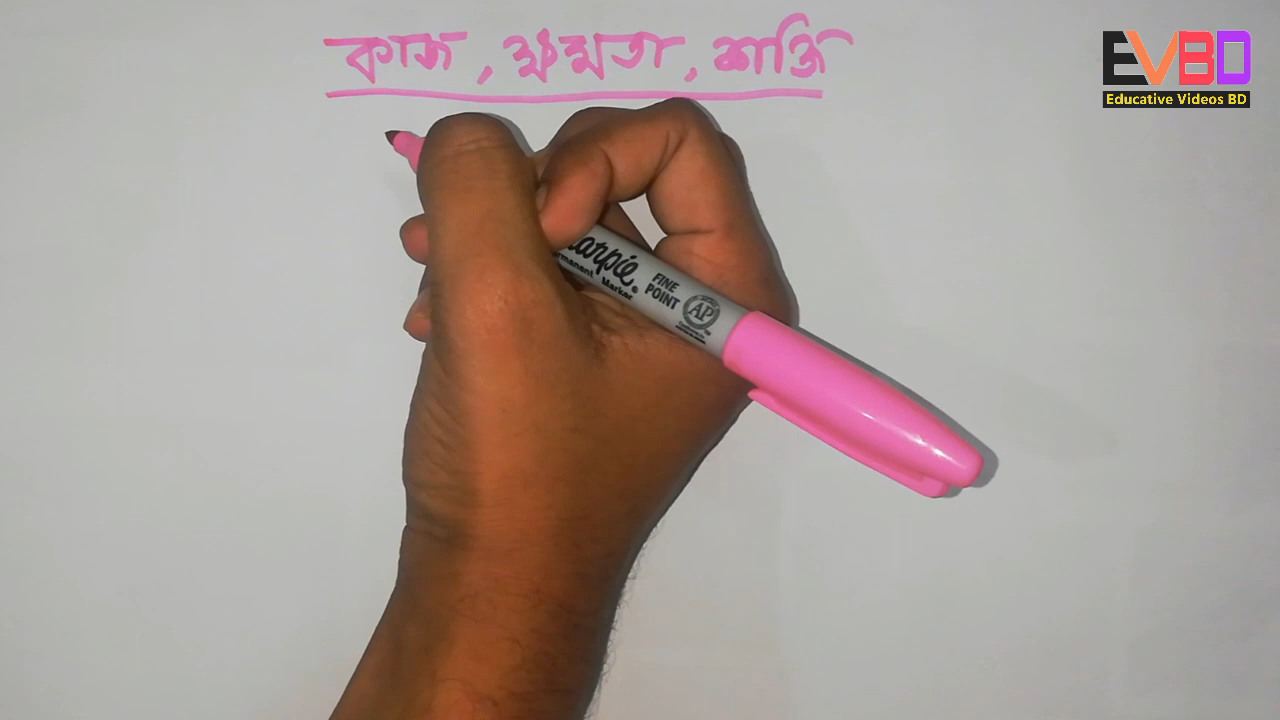 কাজ, ক্ষমতা, শক্তি
EVBD
Educative Videos BD
Sharpie®
Permanent Marker
FINE
POINT
AP